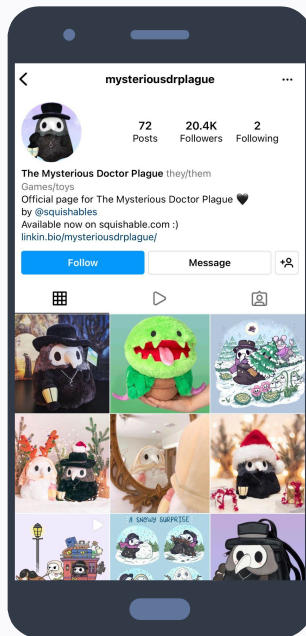 mysteriousdrplague
72 20.4K 2
Posts Followers Following
The Mysterious Doctor Plague they/them
Games/toys
Official page for The Mysterious Doctor Plague 🖤
by @squishables
Available now on squishable.com :)
linkin.bio/mysteriousdrplague/
Follow Message
A SNOWY SURPRISE